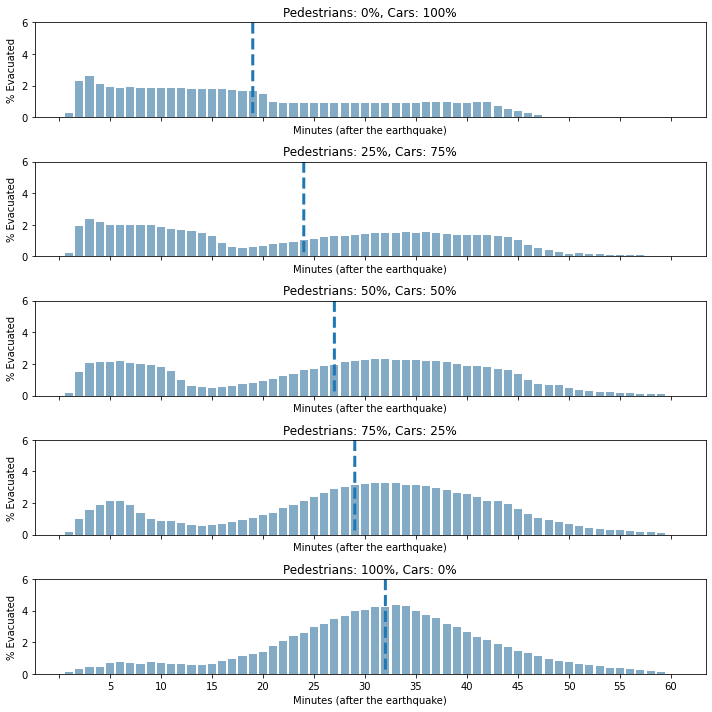 Pedestrians: 0%, Cars: 100%
6
4
2
0
% Evacuated
Minutes (after the earthquake)
Pedestrians: 25%, Cars: 75%
6
4
2
0
% Evacuated
Minutes (after the earthquake)
Pedestrians: 50%, Cars: 50%
6
4
2
0
% Evacuated
Minutes (after the earthquake)
Pedestrians: 75%, Cars: 25%
6
4
2
0
% Evacuated
Minutes (after the earthquake)
Pedestrians: 100%, Cars: 0%
6
4
2
0
% Evacuated
5 10 15 20 25 30 35 40 45 50 55 60
Minutes (after the earthquake)